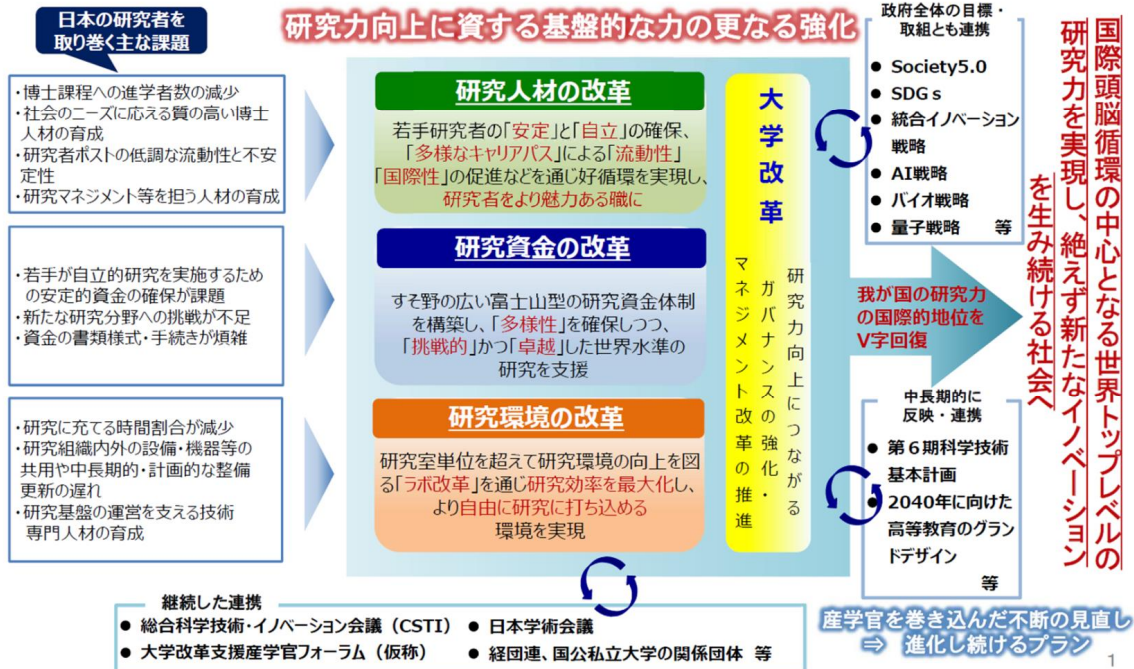 日本の研究者を
取り巻く主な課題
研究力向上に資する基盤的な力の更なる強化
・博士課程への進学者数の減少
・社会のニーズに応える質の高い博士
人材の育成
・研究者ポストの低調な流動性と不安
定性
・研究マネジメント等を担う人材の育成
・若手が自立的研究を実施するため
の安定的資金の確保が課題
・新たな研究分野への挑戦が不足
・資金の書類様式・手続きが煩雑
・研究に充てる時間割合が減少
・研究組織内外の設備・機器等の
共用や中長期的・計画的な整備
更新の遅れ
・研究基盤の運営を支える技術
専門人材の育成
研究人材の改革
若手研究者の「安定」と「自立」の確保、
「多様なキャリアパス」による「流動性」
「国際性」の促進などを通じ好循環を実現し、
研究者をより魅力ある職に
研究資金の改革
すそ野の広い富士山型の研究資金体制
を構築し、「多様性」を確保しつつ、
「挑戦的」かつ「卓越」した世界水準の
研究を支援
研究環境の改革
研究室単位を超えて研究環境の向上を図
る「ラボ改革」を通じ研究効率を最大化し、
より自由に研究に打ち込める
環境を実現
大学改革
研究力向上につながる
ガバナンスの強化・
マネジメント改革の推進
政府全体の目標・
取組とも連携
● Society5.0
● SDGs
● 統合イノベーション
戦略
● AI戦略
● バイオ戦略
● 量子戦略 等
我が国の研究力
の国際的地位を
V字回復
中長期的に
反映・連携
● 第6期科学技術
基本計画
● 2040年に向けた
高等教育のグラン
ドデザイン
等
国際頭脳循環の中心となる世界トップレベルの
研究力を実現し、絶えず新たなイノベーション
を生み続ける社会へ
継続した連携
● 総合科学技術・イノベーション会議(CSTI)
● 日本学術会議
● 大学改革支援産学官フォーラム(仮称)
● 経団連、国公私立大学の関係団体 等
産学官を巻き込んだ不断の見直し
⇒ 進化し続けるプラン
1